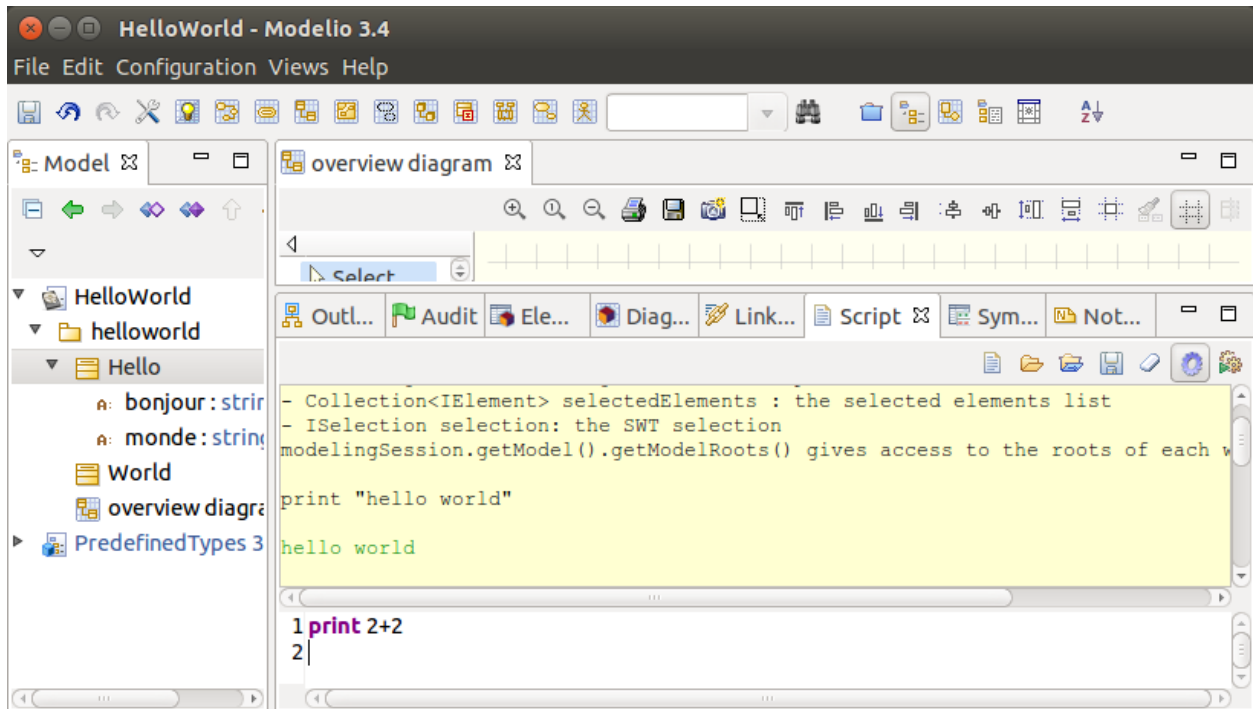 HelloWorld - Modelio 3.4
File Edit Configuration Views Help
Model
overview diagram
Select
HelloWorld
helloworld
Hello
A: bonjour : strin
A: monde : string
World
overview diagra
PredefinedTypes 3
Outl... Audit Ele... Diag... Link... Script Sym... Not...
- Collection<IElement> selectedElements : the selected elements list
- ISelection selection: the SWT selection
modelingSession.getModel().getModelRoots() gives access to the roots of each w
print "hello world"
hello world
1 print 2+2
2